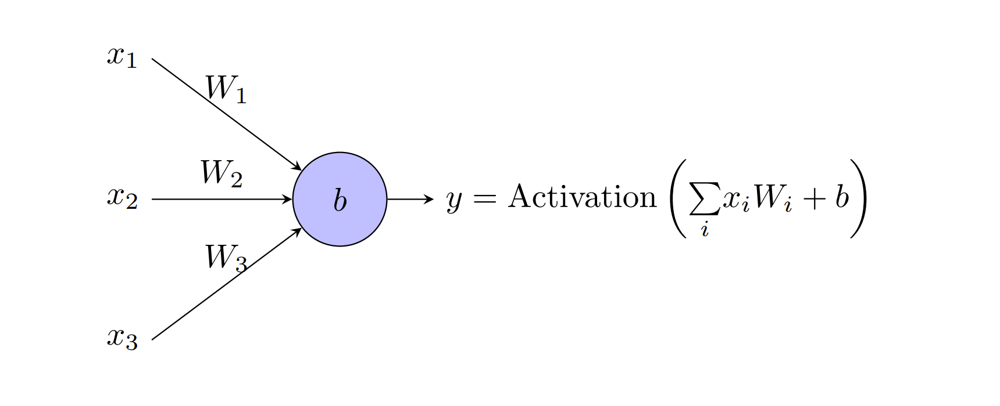 x₁
W₁
W₂
x₂
b
y = Activation (∑ᵢ xᵢWᵢ + b)
W₃
x₃